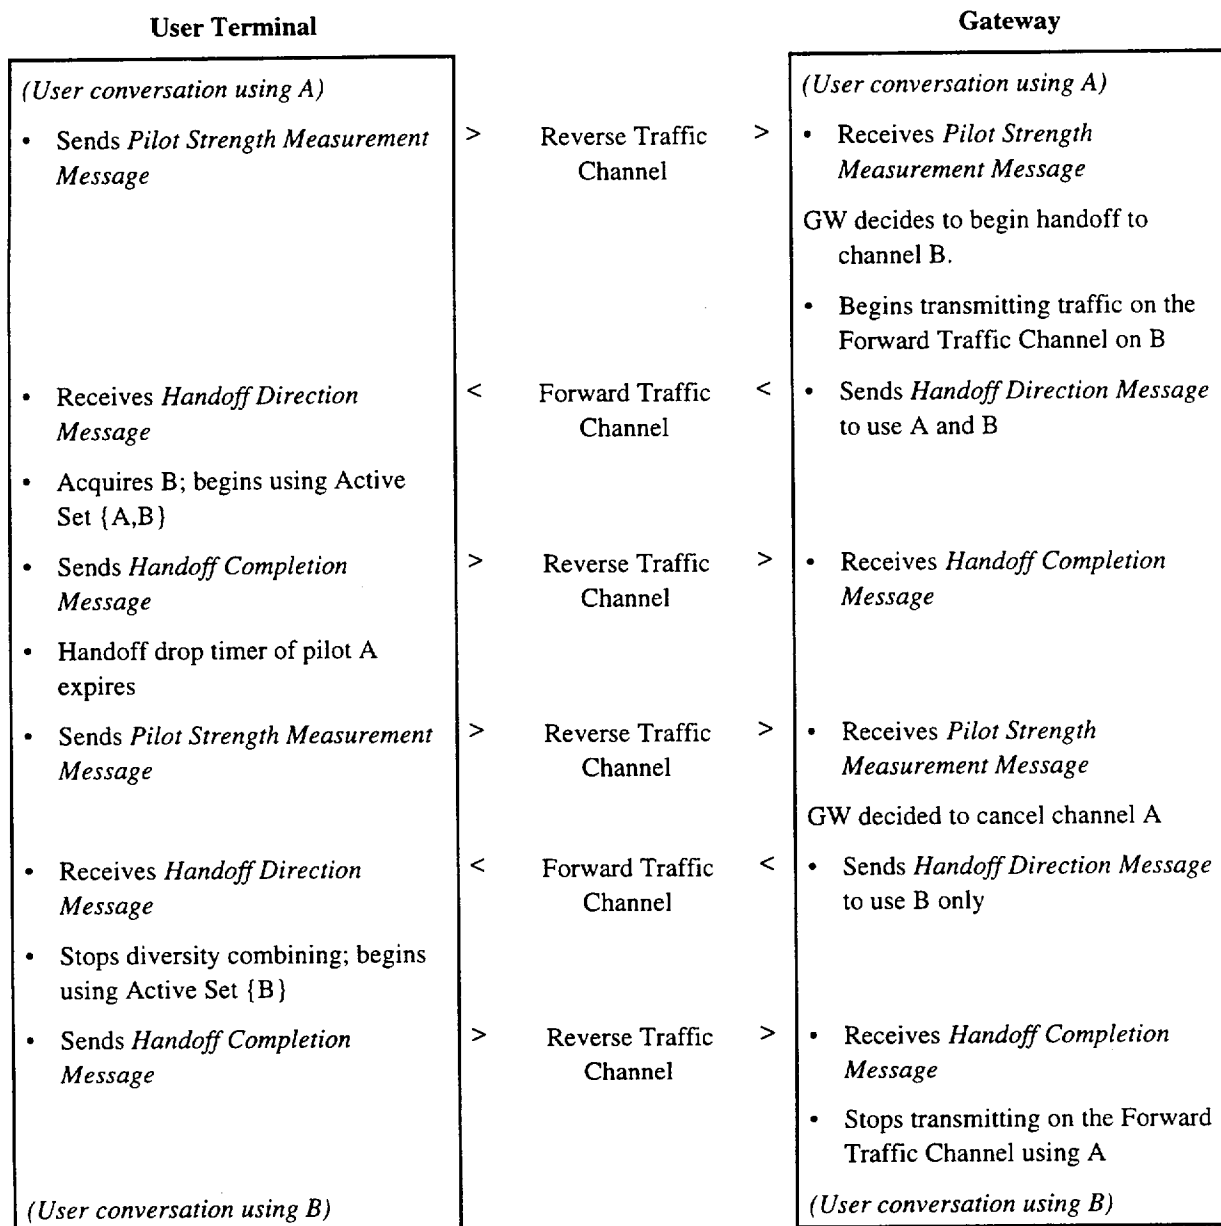 User Terminal
Gateway
(User conversation using A)
(User conversation using A)
• Sends Pilot Strength Measurement
Message
> Reverse Traffic >
Channel
• Receives Pilot Strength
Measurement Message
GW decides to begin handoff to
channel B.
• Begins transmitting traffic on the
Forward Traffic Channel on B
• Receives Handoff Direction
Message
< Forward Traffic <
Channel
• Sends Handoff Direction Message
to use A and B
• Acquires B; begins using Active
Set {A,B}
• Sends Handoff Completion
Message
> Reverse Traffic >
Channel
• Receives Handoff Completion
Message
• Handoff drop timer of pilot A
expires
• Sends Pilot Strength Measurement
Message
> Reverse Traffic >
Channel
• Receives Pilot Strength
Measurement Message
GW decided to cancel channel A
• Receives Handoff Direction
Message
< Forward Traffic <
Channel
• Sends Handoff Direction Message
to use B only
• Stops diversity combining; begins
using Active Set {B}
• Sends Handoff Completion
Message
> Reverse Traffic >
Channel
• Receives Handoff Completion
Message
• Stops transmitting on the Forward
Traffic Channel using A
(User conversation using B)
(User conversation using B)